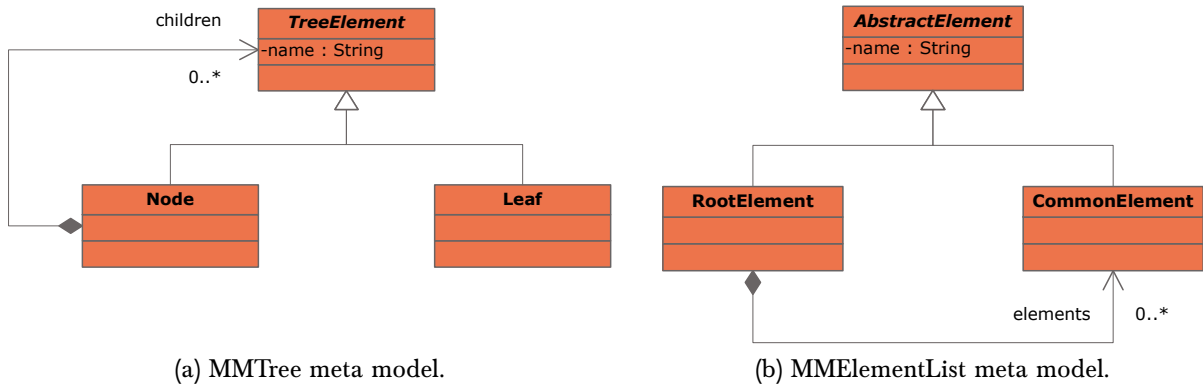 children
TreeElement
-name : String
0..*
Node
Leaf
(a) MMTree meta model.
AbstractElement
-name : String
RootElement
CommonElement
elements
0..*
(b) MMElementList meta model.